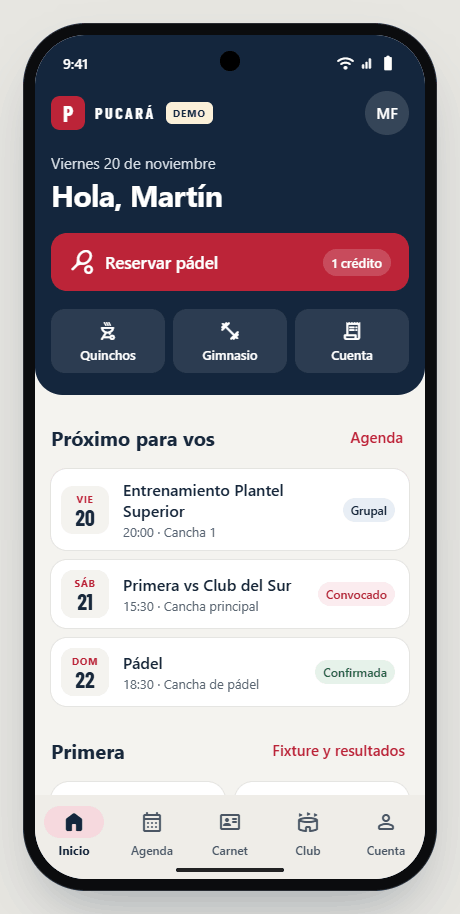 9:41
P PUCARÁ DEMO MF
Viernes 20 de noviembre
Hola, Martín
Reservar pádel 1 crédito
Quinchos Gimnasio Cuenta
Próximo para vos Agenda
VIE
20
Entrenamiento Plantel
Superior
20:00 · Cancha 1
Grupal
SÁB
21
Primera vs Club del Sur
15:30 · Cancha principal
Convocado
DOM
22
Pádel
18:30 · Cancha de pádel
Confirmada
Primera Fixture y resultados
Inicio Agenda Carnet Club Cuenta